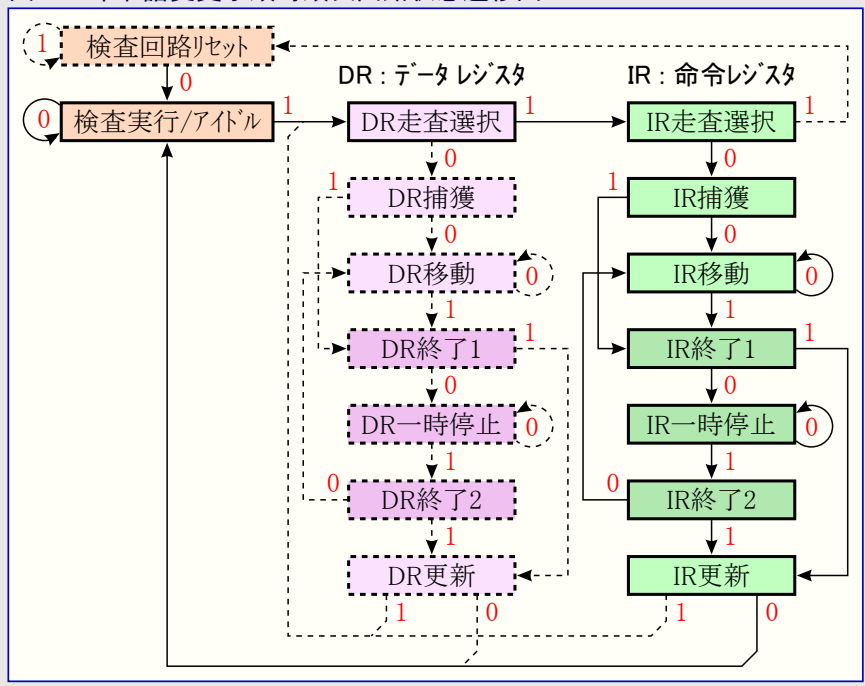 1 検査回路リセット
0
DR : データ レジスタ IR : 命令レジスタ
0 検査実行/アイドル 1 DR走査選択 1 IR走査選択 1
0 0
1 DR捕獲 1 IR捕獲
0 0
DR移動 0 IR移動 0
1 1
DR終了1 1 IR終了1 1
0 0
DR一時停止 0 IR一時停止 0
1 1
0 DR終了2 0 IR終了2
1 1
DR更新 IR更新
1 0 1 0